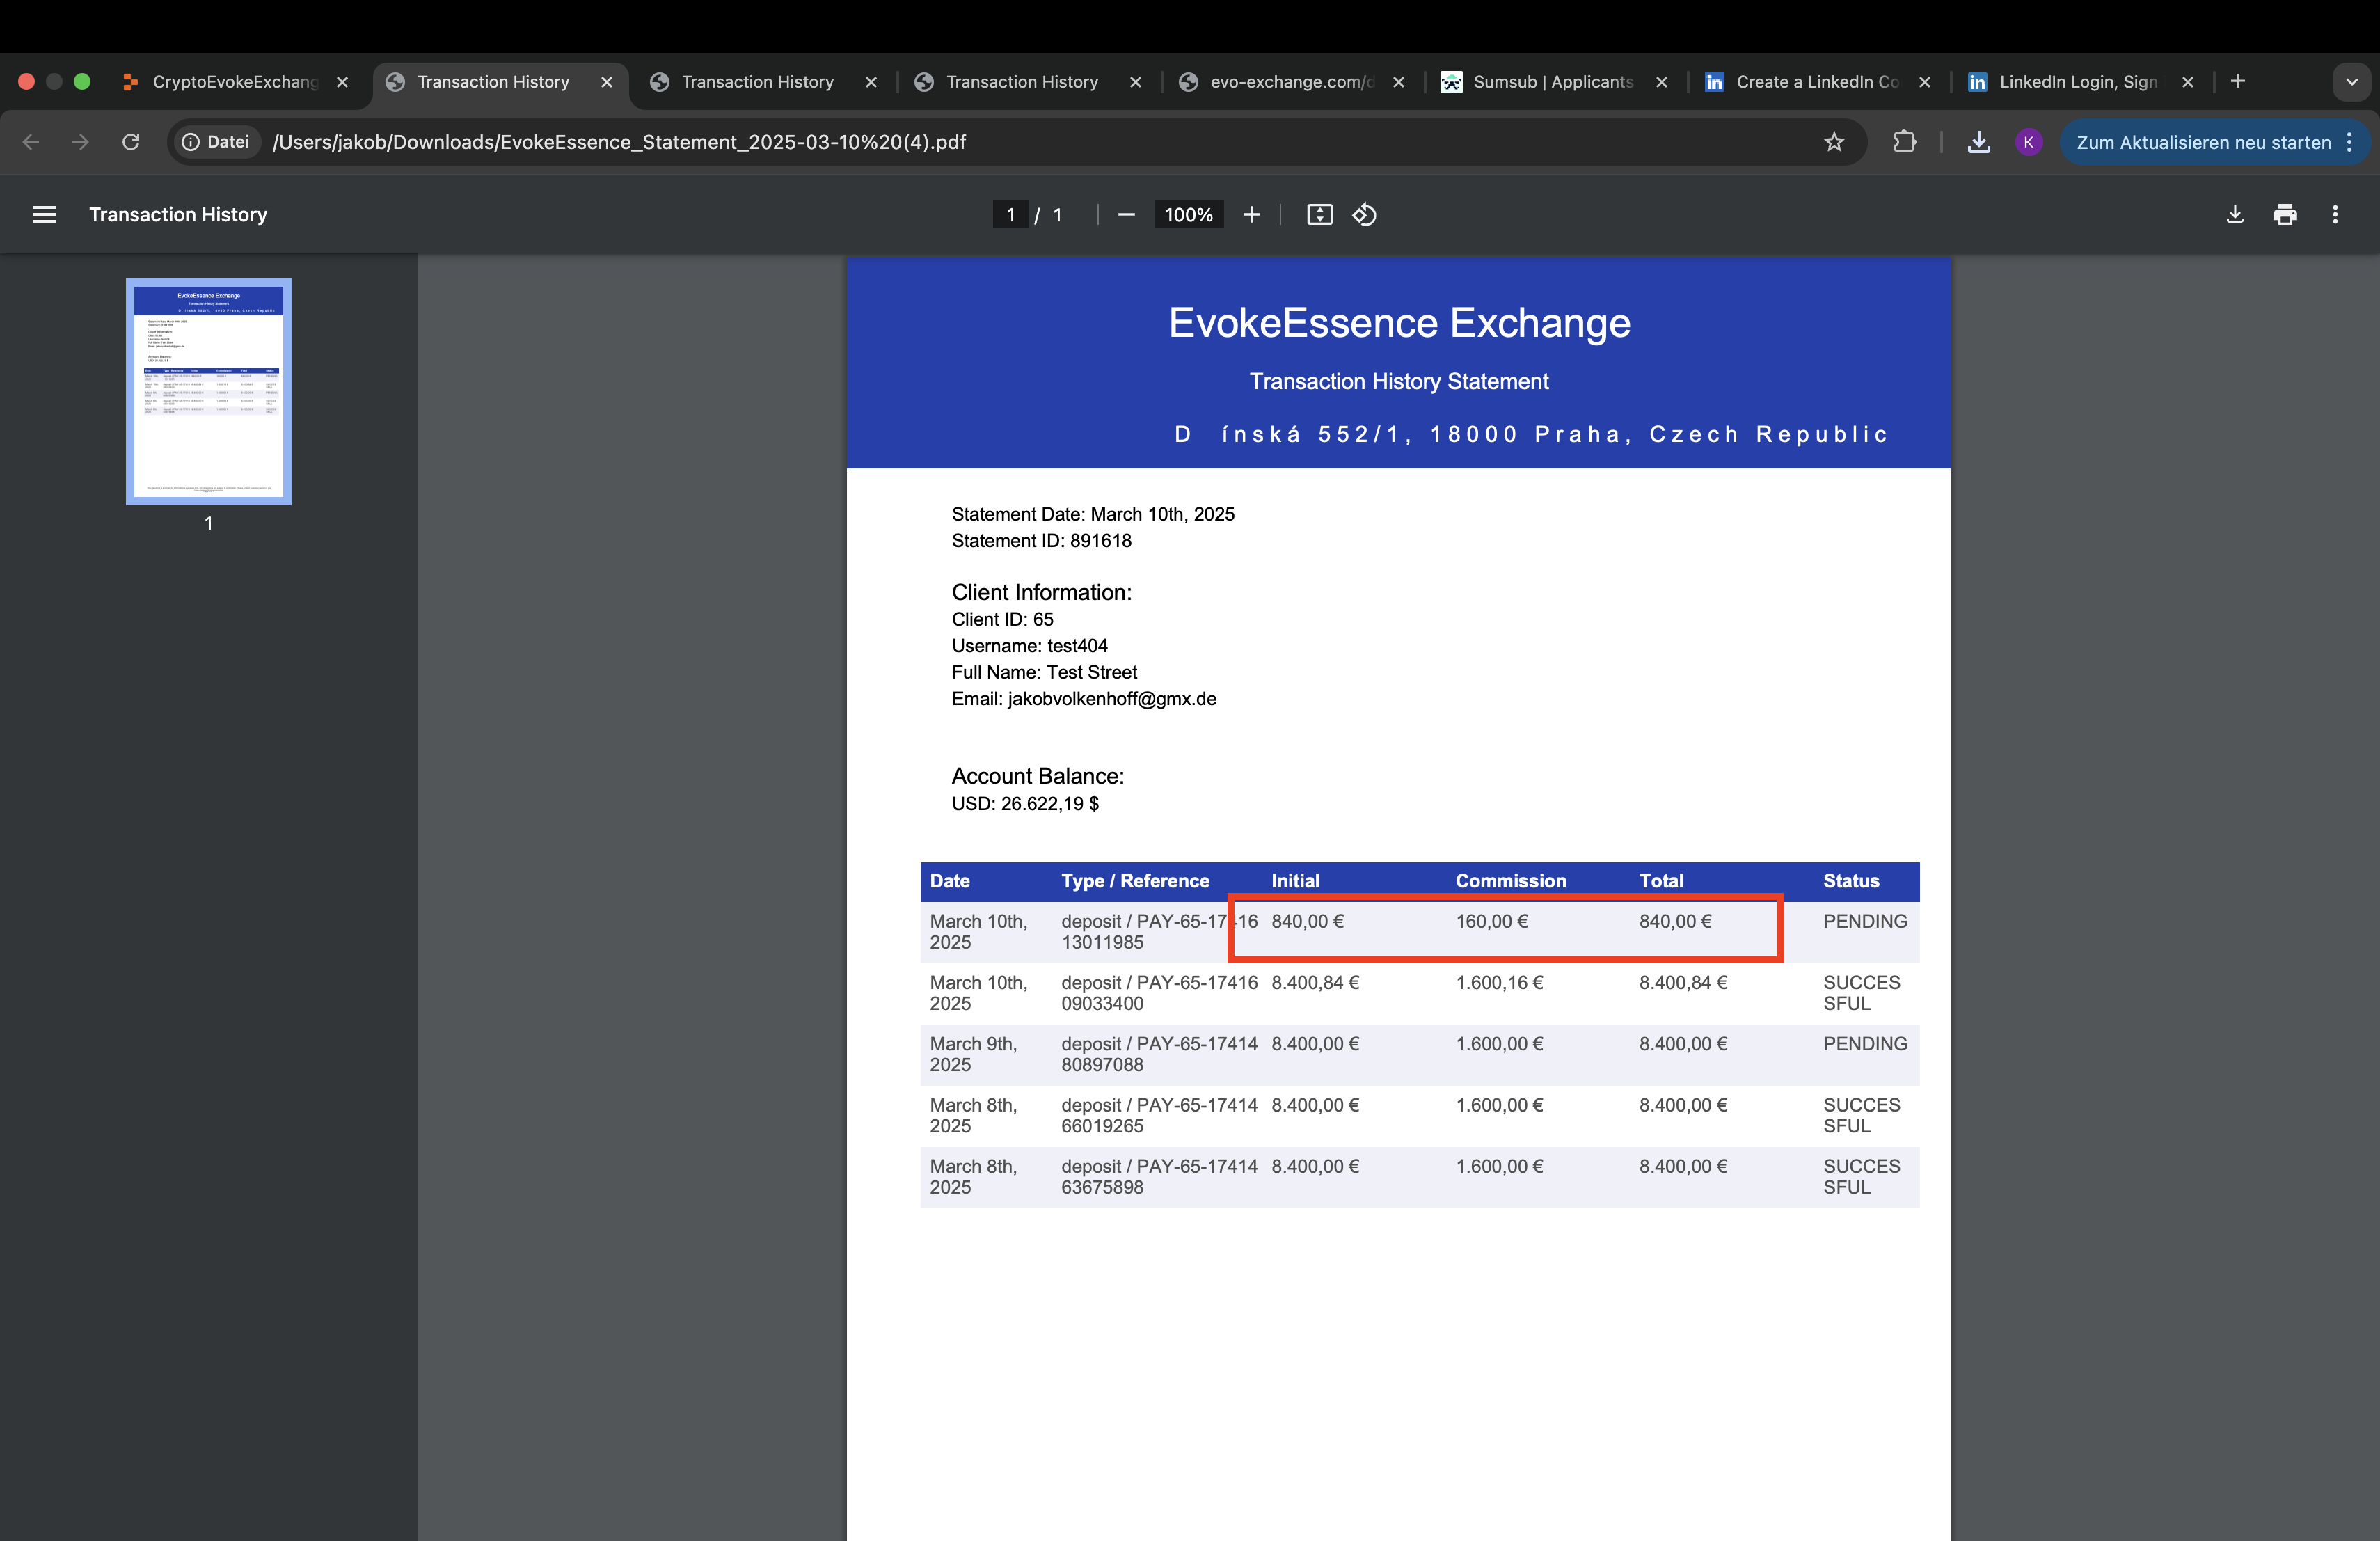 CryptoEvokeExchang
Transaction History
Transaction History
Transaction History
evo-exchange.com/d
Sumsub | Applicants
Create a LinkedIn Co
LinkedIn Login, Sign
Datei
/Users/jakob/Downloads/EvokeEssence_Statement_2025-03-10%20(4).pdf
K
Zum Aktualisieren neu starten
Transaction History
1 / 1
100%
1
EvokeEssence Exchange
Transaction History Statement
D ínská 552/1, 18000 Praha, Czech Republic
Statement Date: March 10th, 2025
Statement ID: 891618
Client Information:
Client ID: 65
Username: test404
Full Name: Test Street
Email: jakobvolkenhoff@gmx.de
Account Balance:
USD: 26.622,19 $
Date Type / Reference Initial Commission Total Status
March 10th, deposit / PAY-65-17416 840,00 € 160,00 € 840,00 € PENDING
2025 13011985
March 10th, deposit / PAY-65-17416 8.400,84 € 1.600,16 € 8.400,84 € SUCCES
2025 09033400 SFUL
March 9th, deposit / PAY-65-17414 8.400,00 € 1.600,00 € 8.400,00 € PENDING
2025 80897088
March 8th, deposit / PAY-65-17414 8.400,00 € 1.600,00 € 8.400,00 € SUCCES
2025 66019265 SFUL
March 8th, deposit / PAY-65-17414 8.400,00 € 1.600,00 € 8.400,00 € SUCCES
2025 63675898 SFUL